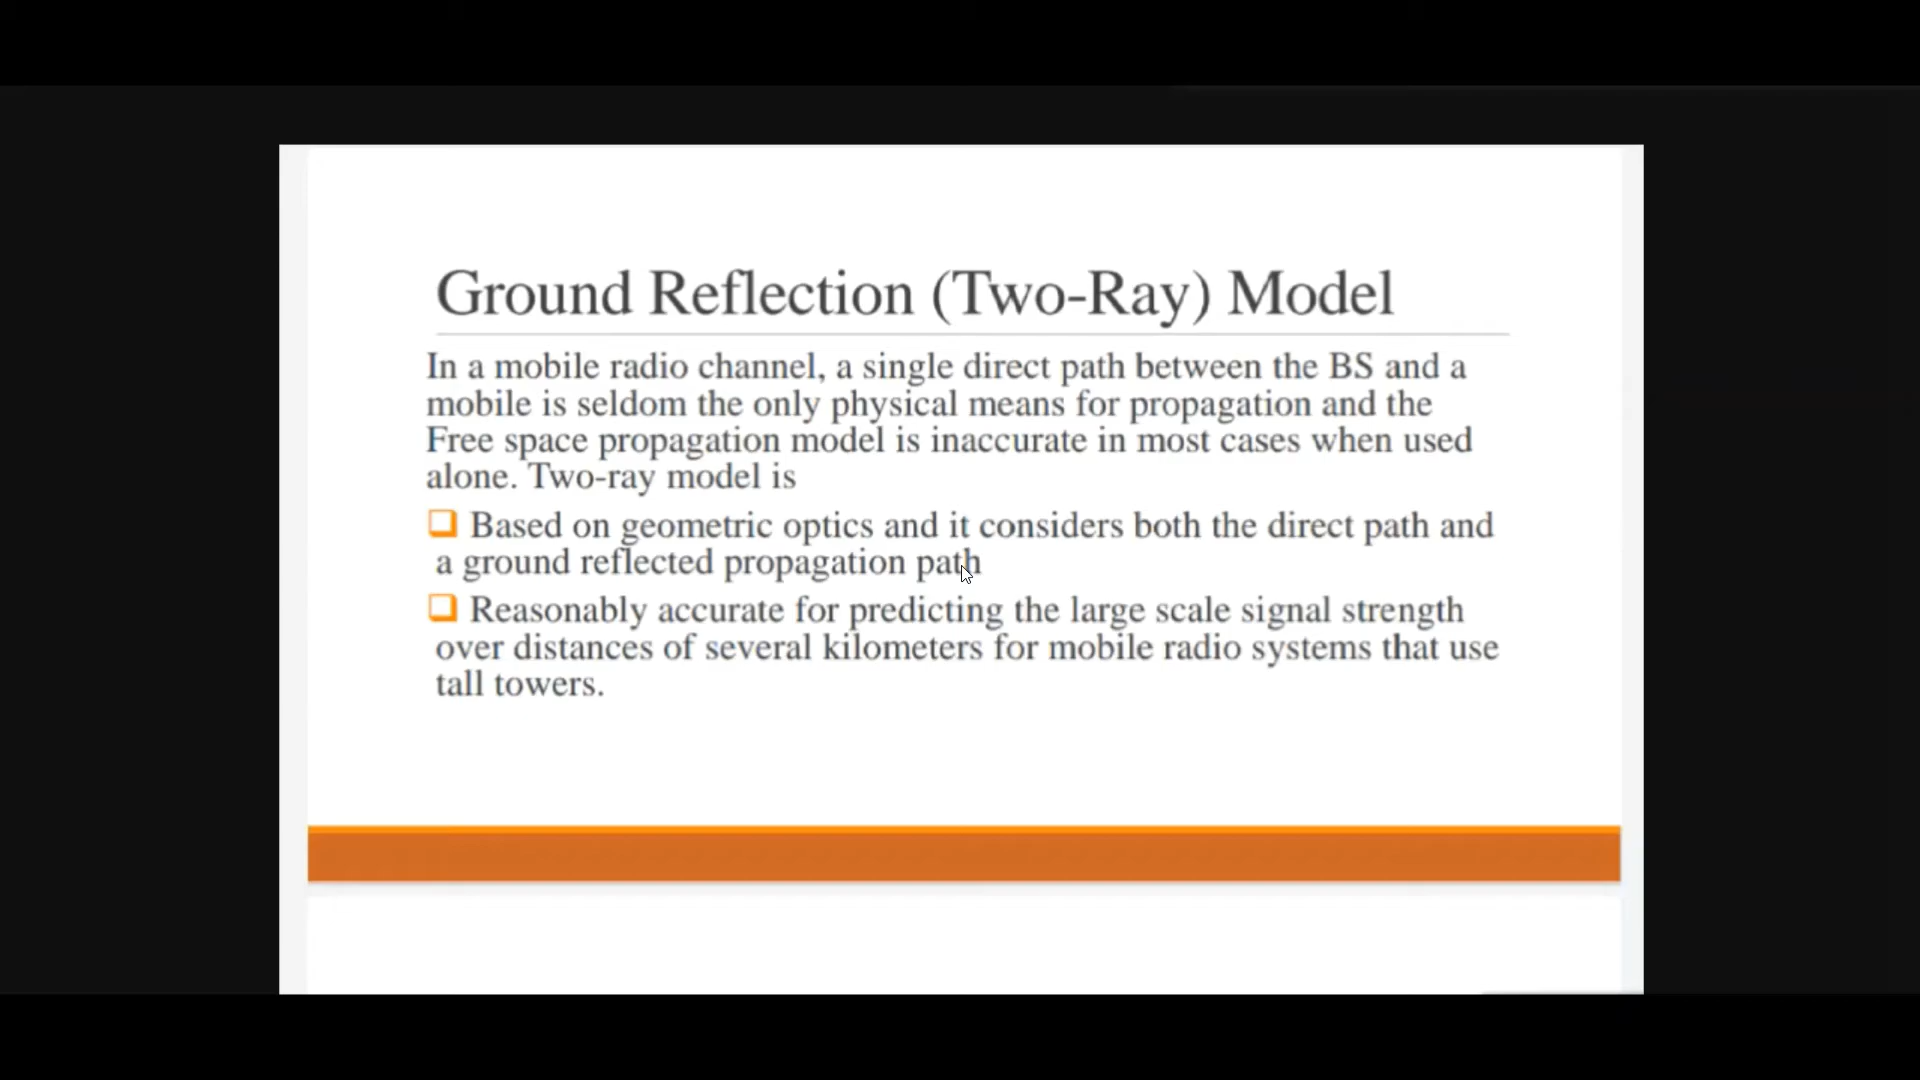 Ground Reflection (Two-Ray) Model
In a mobile radio channel, a single direct path between the BS and a
mobile is seldom the only physical means for propagation and the
Free space propagation model is inaccurate in most cases when used
alone. Two-ray model is
Based on geometric optics and it considers both the direct path and
a ground reflected propagation path
Reasonably accurate for predicting the large scale signal strength
over distances of several kilometers for mobile radio systems that use
tall towers.